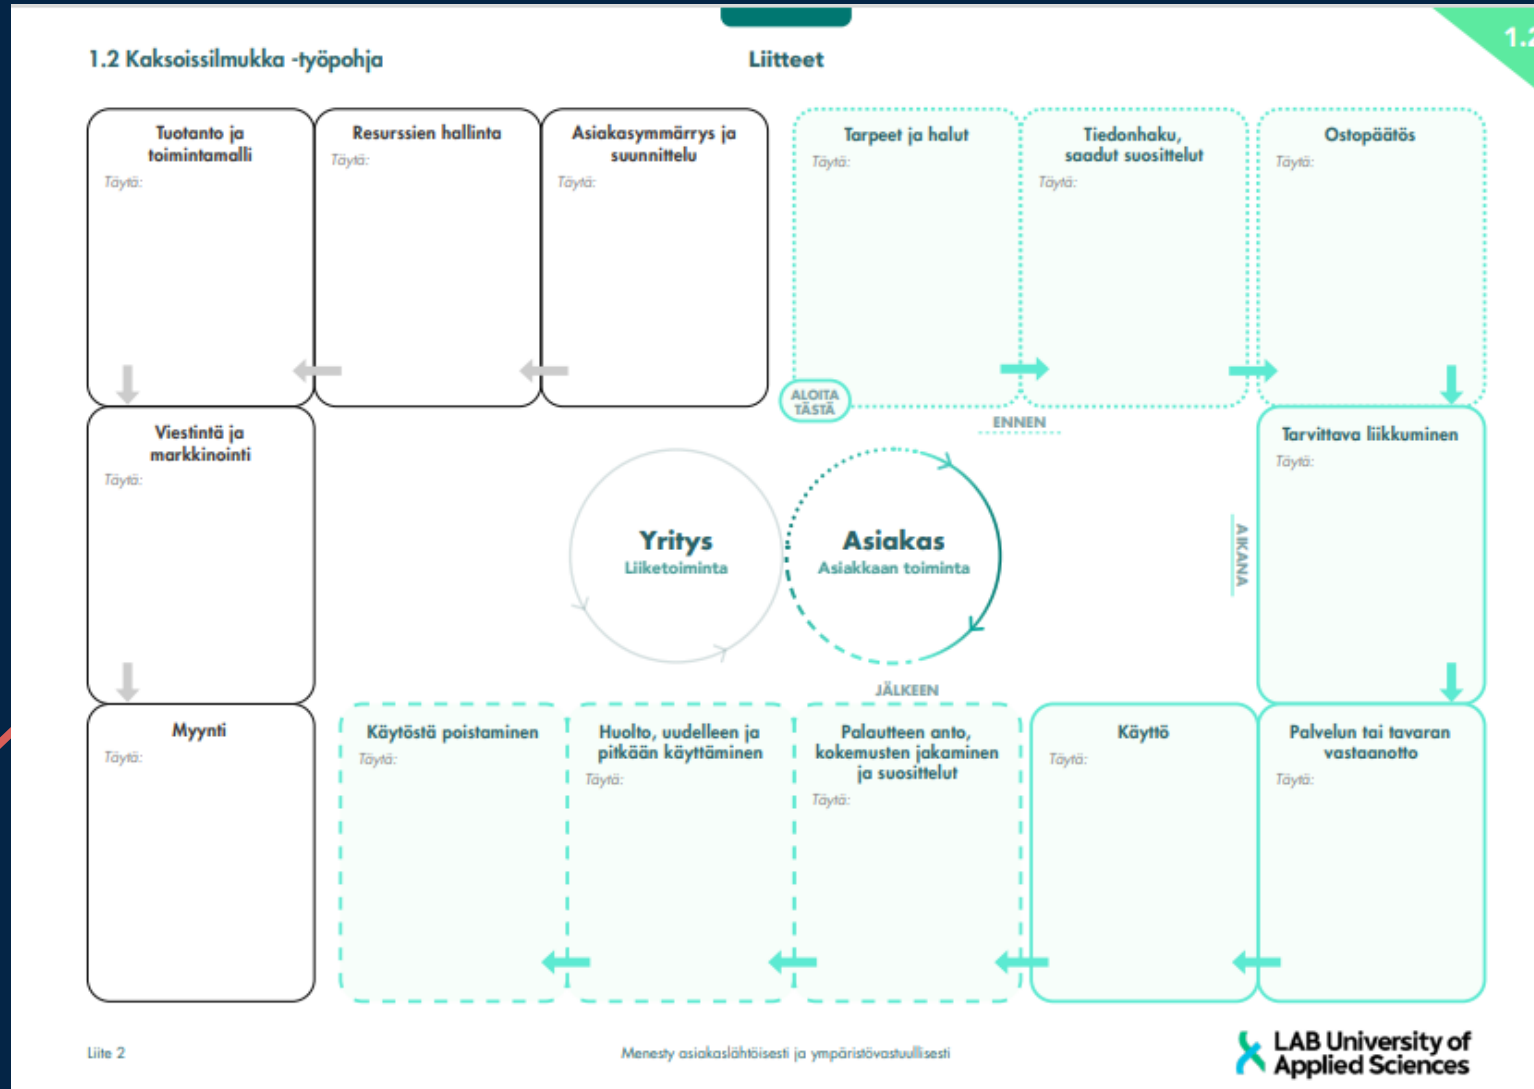 1.2 Kaksoissilmukka -työpohja
Liitteet
Tuotanto ja
toimintamalli
Täytä:
Resurssien hallinta
Täytä:
Asiakasymmärrys ja
suunnittelu
Täytä:
Tarpeet ja halut
Täytä:
Tiedonhaku,
saadut suosittelut
Täytä:
Ostopäätös
Täytä:
ALOITA
TÄSTÄ
ENNEN
Viestintä ja
markkinointi
Täytä:
Yritys
Liiketoiminta
Asiakas
Asiakkaan toiminta
AIKANA
Tarvittava liikkuminen
Täytä:
JÄLKEEN
Myynti
Täytä:
Käytöstä poistaminen
Täytä:
Huolto, uudelleen ja
pitkään käyttäminen
Täytä:
Palautteen anto,
kokemusten jakaminen
ja suosittelut
Täytä:
Käyttö
Täytä:
Palvelun tai tavaran
vastaanotto
Täytä:
Liite 2
Menesty asiakaslähtöisesti ja ympäristövastuullisesti
LAB University of
Applied Sciences